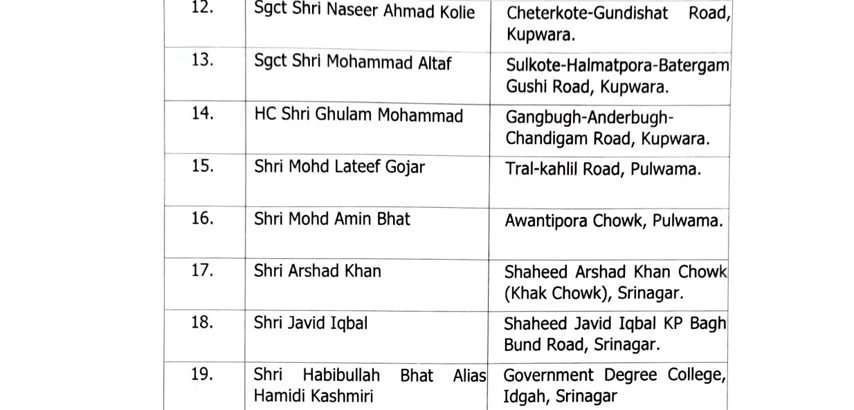 12.
Sgct Shri Naseer Ahmad Kolie
Cheterkote-Gundishat Road,
Kupwara.
13.
Sgct Shri Mohammad Altaf
Sulkote-Halmatpora-Batergam
Gushi Road, Kupwara.
14.
HC Shri Ghulam Mohammad
Gangbugh-Anderbugh-
Chandigam Road, Kupwara.
15.
Shri Mohd Lateef Gojar
Tral-kahlil Road, Pulwama.
16.
Shri Mohd Amin Bhat
Awantipora Chowk, Pulwama.
17.
Shri Arshad Khan
Shaheed Arshad Khan Chowk
(Khak Chowk), Srinagar.
18.
Shri Javid Iqbal
Shaheed Javid Iqbal KP Bagh
Bund Road, Srinagar.
19.
Shri Habibullah Bhat Alias
Hamidi Kashmiri
Government Degree College,
Idgah, Srinagar